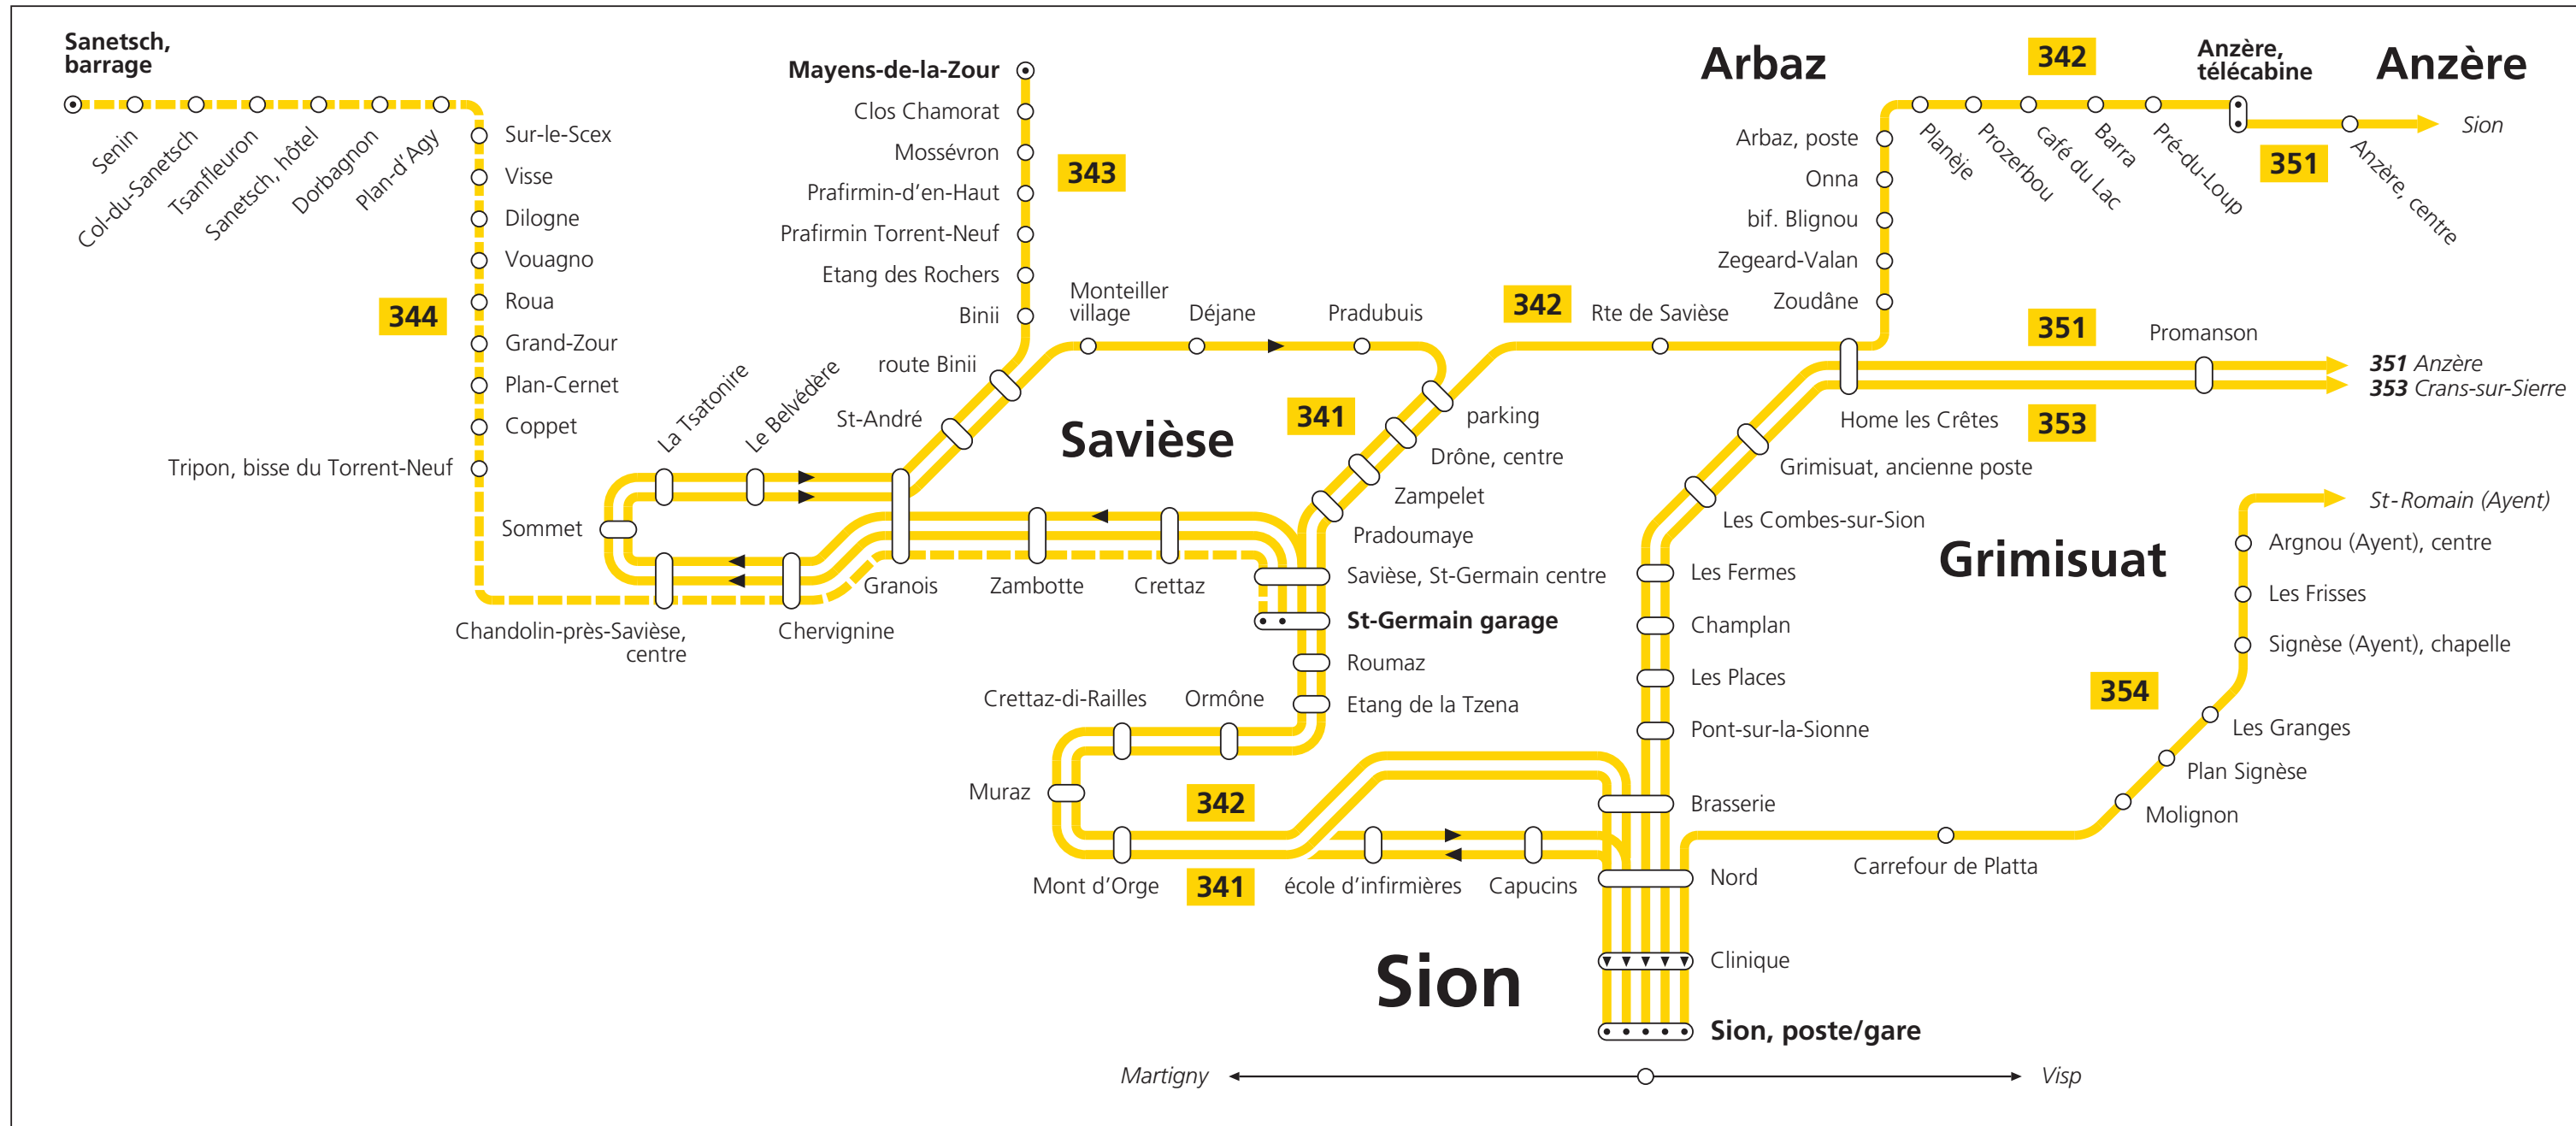 Sanetsch,
barrage
Senin
Col-du-Sanetsch
Tsanfleuron
Sanetsch, hôtel
Dorbagnon
Plan-d’Agy
Sur-le-Scex
Visse
Dilogne
Vouagno
Roua
344
Grand-Zour
Plan-Cernet
Coppet
Tripon, bisse du Torrent-Neuf
Mayens-de-la-Zour
Clos Chamorat
Mossévron
343
Prafirmin-d’en-Haut
Prafirmin Torrent-Neuf
Etang des Rochers
Binii
route Binii
St-André
La Tsatonire
Le Belvédère
Sommet
Chandolin-près-Savièse,
centre
Chervignine
Granois
Zambotte
Crettaz
Monteiller
village
Déjane
Pradubuis
Savièse
341
342
Rte de Savièse
parking
Drône, centre
Zampelet
Pradoumaye
Savièse, St-Germain centre
St-Germain garage
Roumaz
Etang de la Tzena
Crettaz-di-Railles
Ormône
Muraz
342
Mont d’Orge
341
école d’infirmières
Capucins
Arbaz
342
Anzère,
télécabine
Anzère
Arbaz, poste
Onna
bif. Blignou
Zegeard-Valan
Zoudâne
Planèje
Prozerbou
café du Lac
Barra
Pré-du-Loup
351
Anzère, centre
Sion
351
Promanson
351 Anzère
353 Crans-sur-Sierre
Home les Crêtes
353
Grimisuat, ancienne poste
Les Combes-sur-Sion
Grimisuat
Les Fermes
Champlan
Les Places
Pont-sur-la-Sionne
Brasserie
St-Romain (Ayent)
Argnou (Ayent), centre
Les Frisses
Signèse (Ayent), chapelle
354
Les Granges
Plan Signèse
Molignon
Carrefour de Platta
Nord
Clinique
Sion
Sion, poste/gare
Martigny
Visp